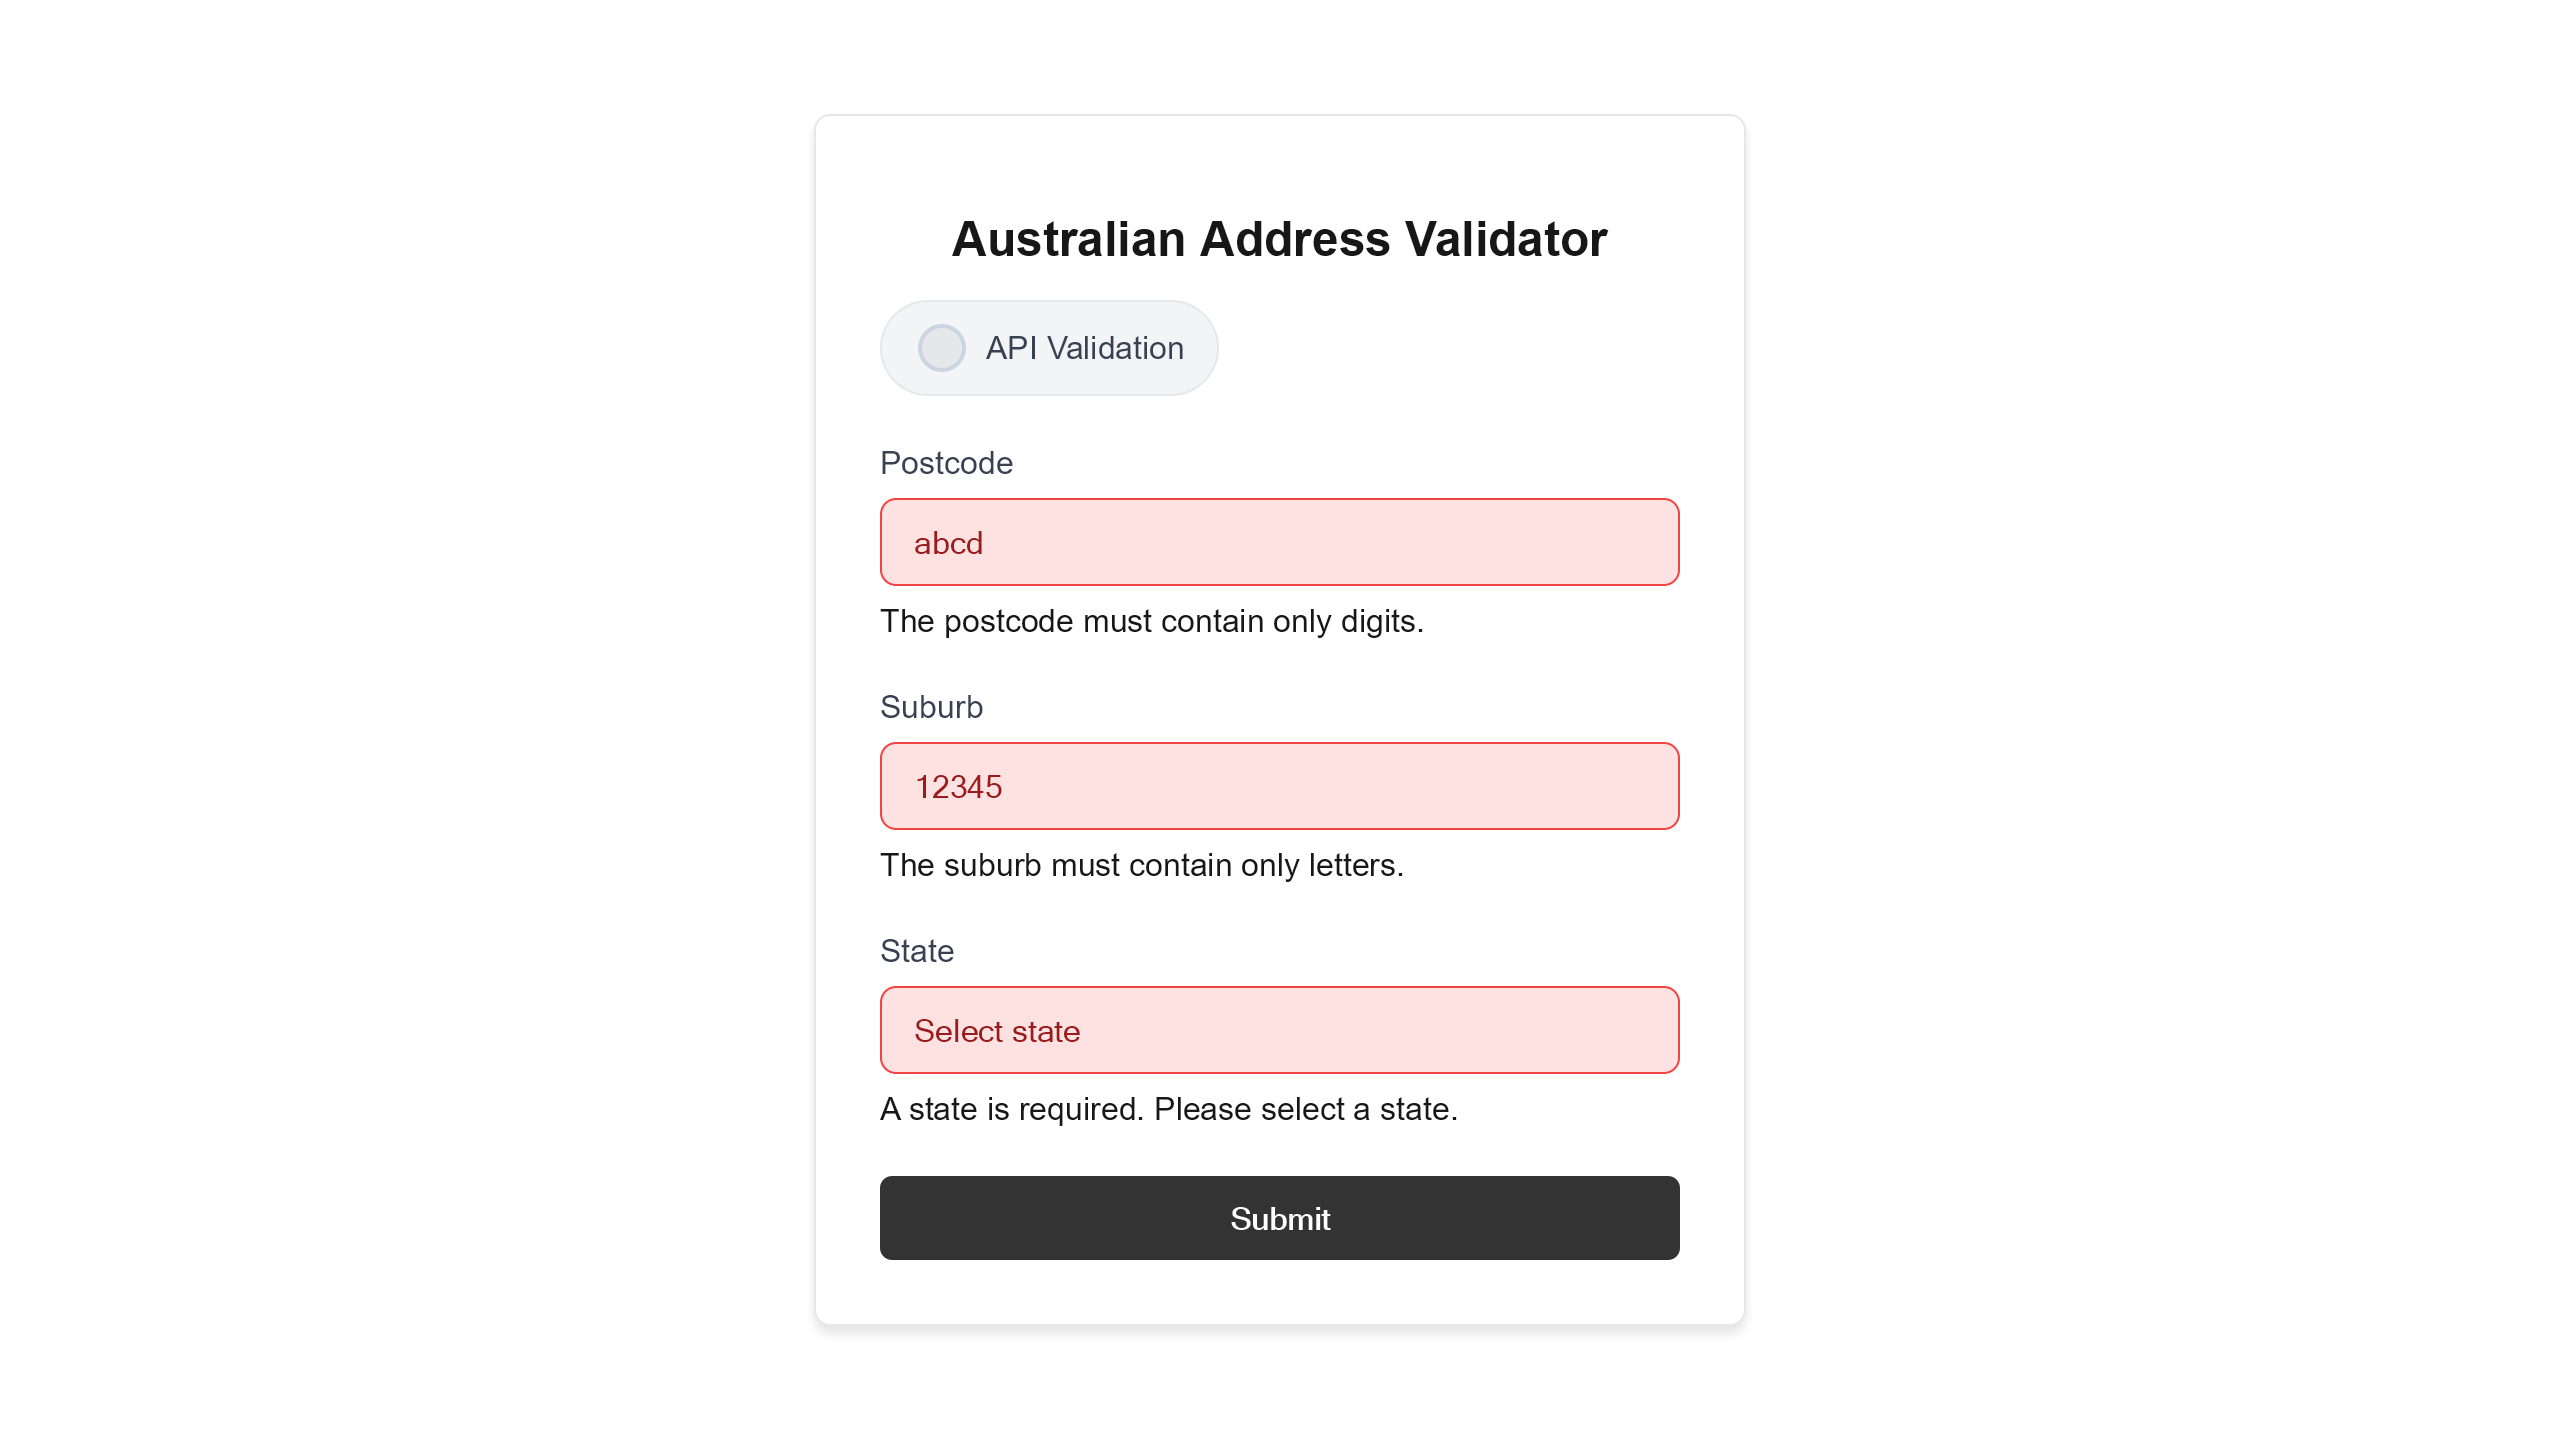 Australian Address Validator
API Validation
Postcode
abcd
The postcode must contain only digits.
Suburb
12345
The suburb must contain only letters.
State
Select state
A state is required. Please select a state.
Submit